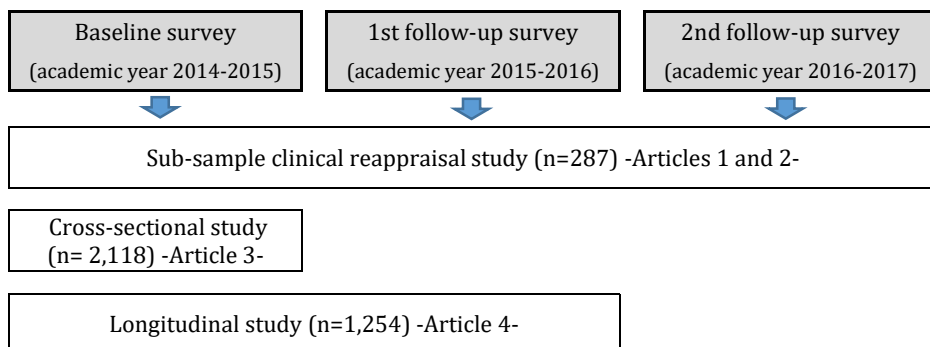 Baseline survey
(academic year 2014-2015)
1st follow-up survey
(academic year 2015-2016)
2nd follow-up survey
(academic year 2016-2017)
Sub-sample clinical reappraisal study (n=287) -Articles 1 and 2-
Cross-sectional study
(n= 2,118) -Article 3-
Longitudinal study (n=1,254) -Article 4-